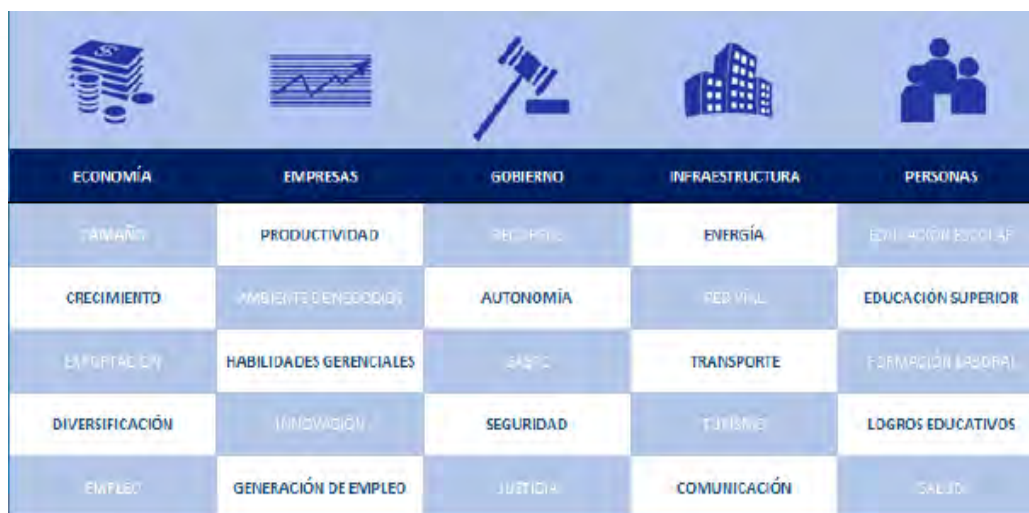 $
ECONOMÍA EMPRESAS GOBIERNO INFRAESTRUCTURA PERSONAS
TAMAÑO PRODUCTIVIDAD RECURSOS ENERGÍA EDUCACIÓN ESCOLAR
CRECIMIENTO AMBIENTE DE NEGOCIOS AUTONOMÍA RED VIAL EDUCACIÓN SUPERIOR
EXPORTACIÓN HABILIDADES GERENCIALES GASTO TRANSPORTE FORMACIÓN LABORAL
DIVERSIFICACIÓN INNOVACIÓN SEGURIDAD TURISMO LOGROS EDUCATIVOS
EMPLEO GENERACIÓN DE EMPLEO JUSTICIA COMUNICACIÓN SALUD